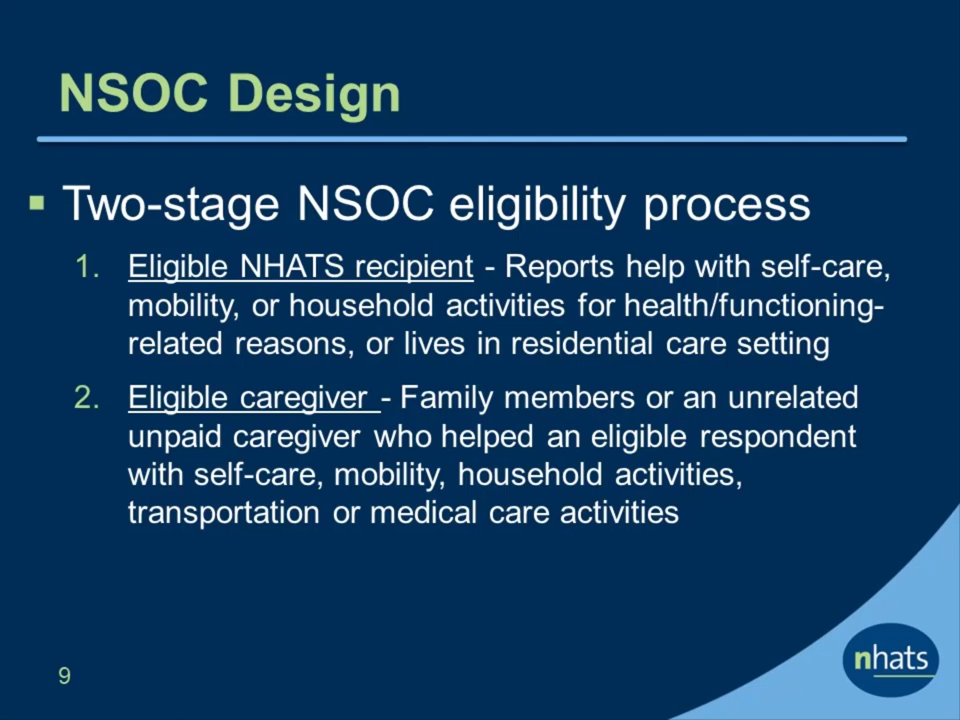 NSOC Design
▪ Two-stage NSOC eligibility process
1. Eligible NHATS recipient - Reports help with self-care,
mobility, or household activities for health/functioning-
related reasons, or lives in residential care setting
2. Eligible caregiver - Family members or an unrelated
unpaid caregiver who helped an eligible respondent
with self-care, mobility, household activities,
transportation or medical care activities
9
nhats